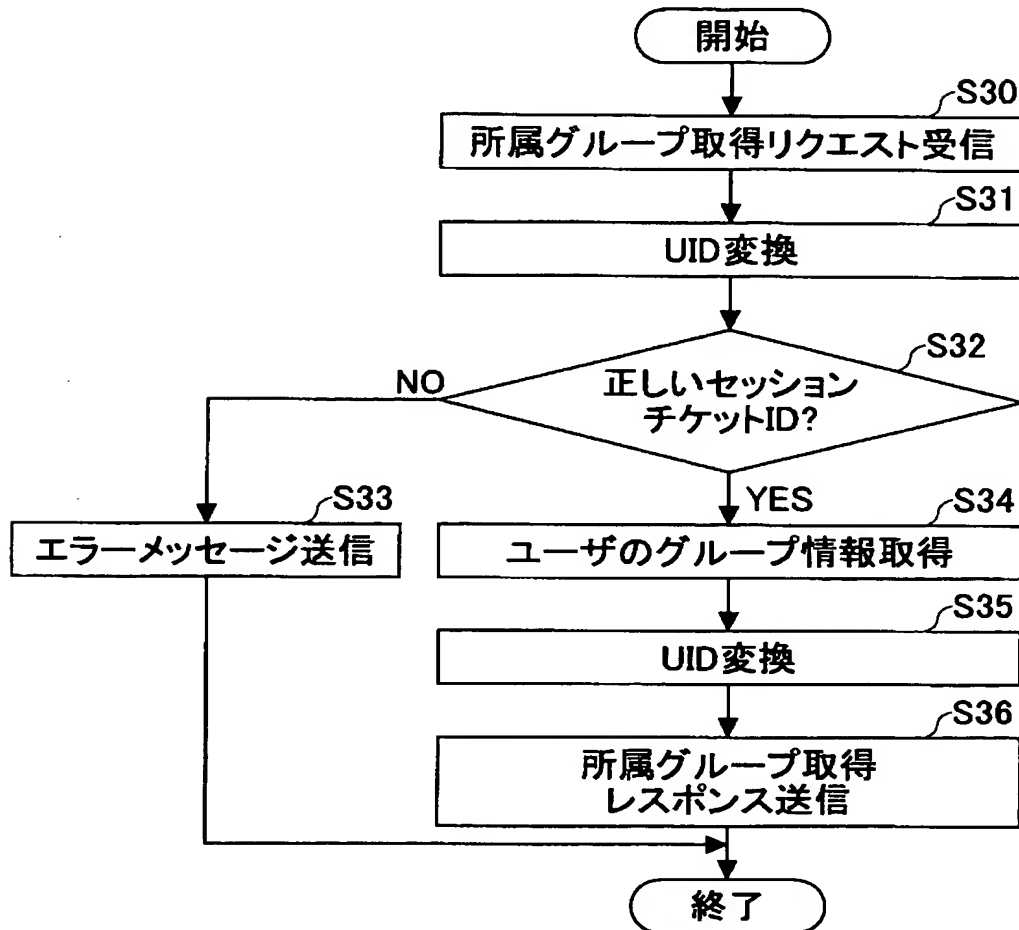 開始
S30
所属グループ取得リクエスト受信
S31
UID変換
S32
正しいセッション
チケットID?
NO
YES
S33
エラーメッセージ送信
S34
ユーザのグループ情報取得
S35
UID変換
S36
所属グループ取得
レスポンス送信
終了